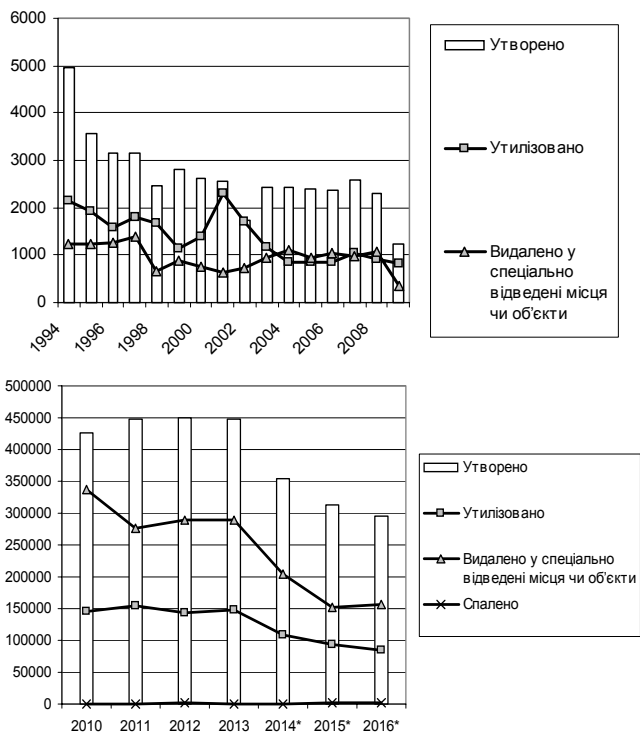 6000
5000
4000
3000
2000
1000
0
1994
1996
1998
2000
2002
2004
2006
2008
Утворено
Утилізовано
Видалено у
спеціально
відведені місця
чи об'єкти
500000
450000
400000
350000
300000
250000
200000
150000
100000
50000
0
2010 2011 2012 2013 2014* 2015* 2016*
Утворено
Утилізовано
Видалено у спеціально
відведені місця чи об'єкти
Спалено